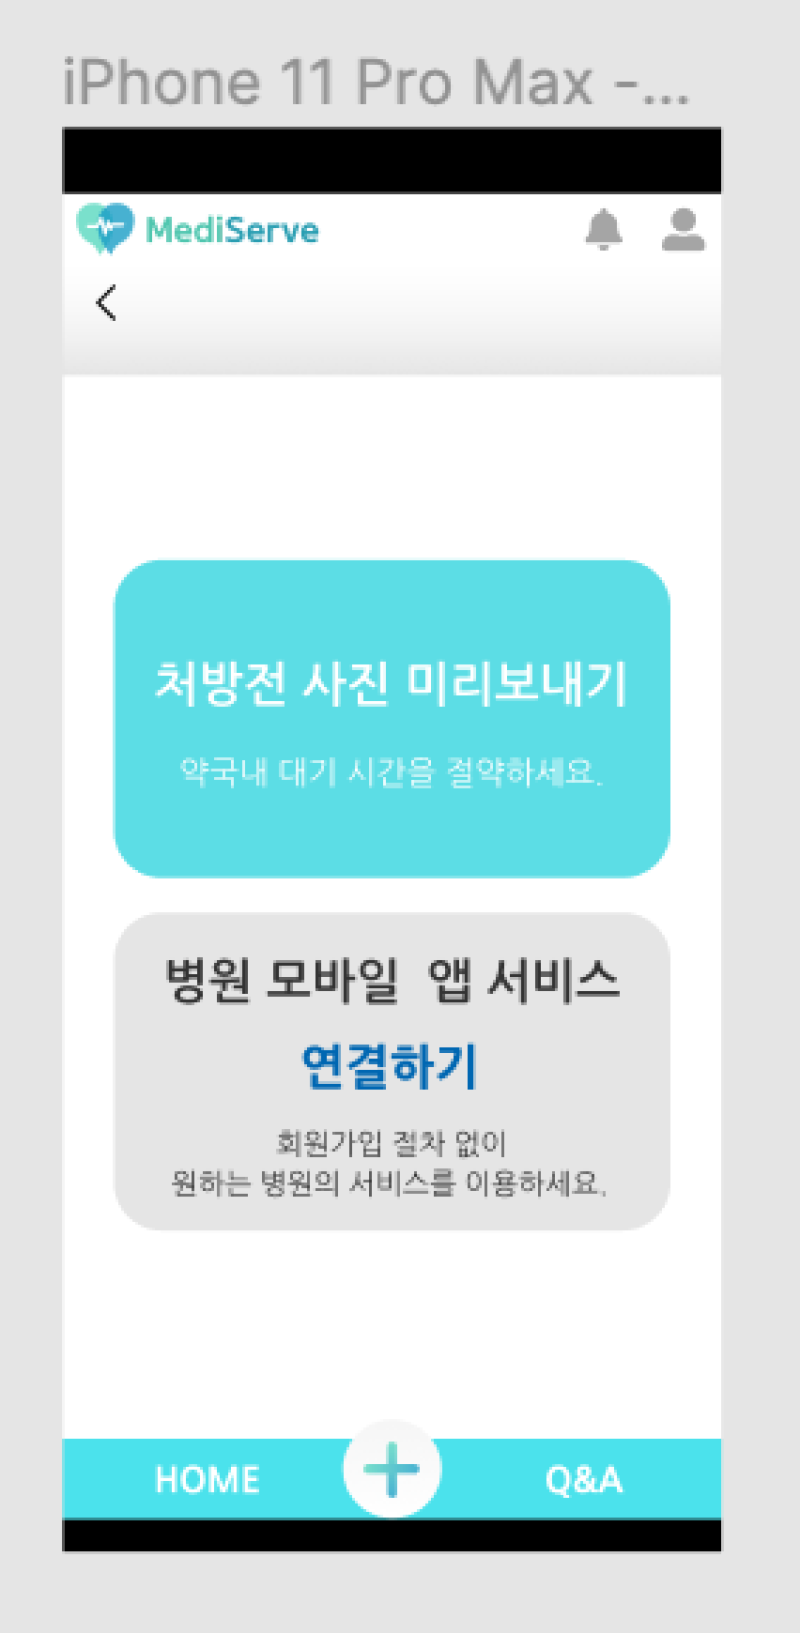 iPhone 11 Pro Max -...
MediServe
처방전 사진 미리보내기
약국내 대기 시간을 절약하세요.
병원 모바일 앱 서비스
연결하기
회원가입 절차 없이
원하는 병원의 서비스를 이용하세요.
HOME
Q&A